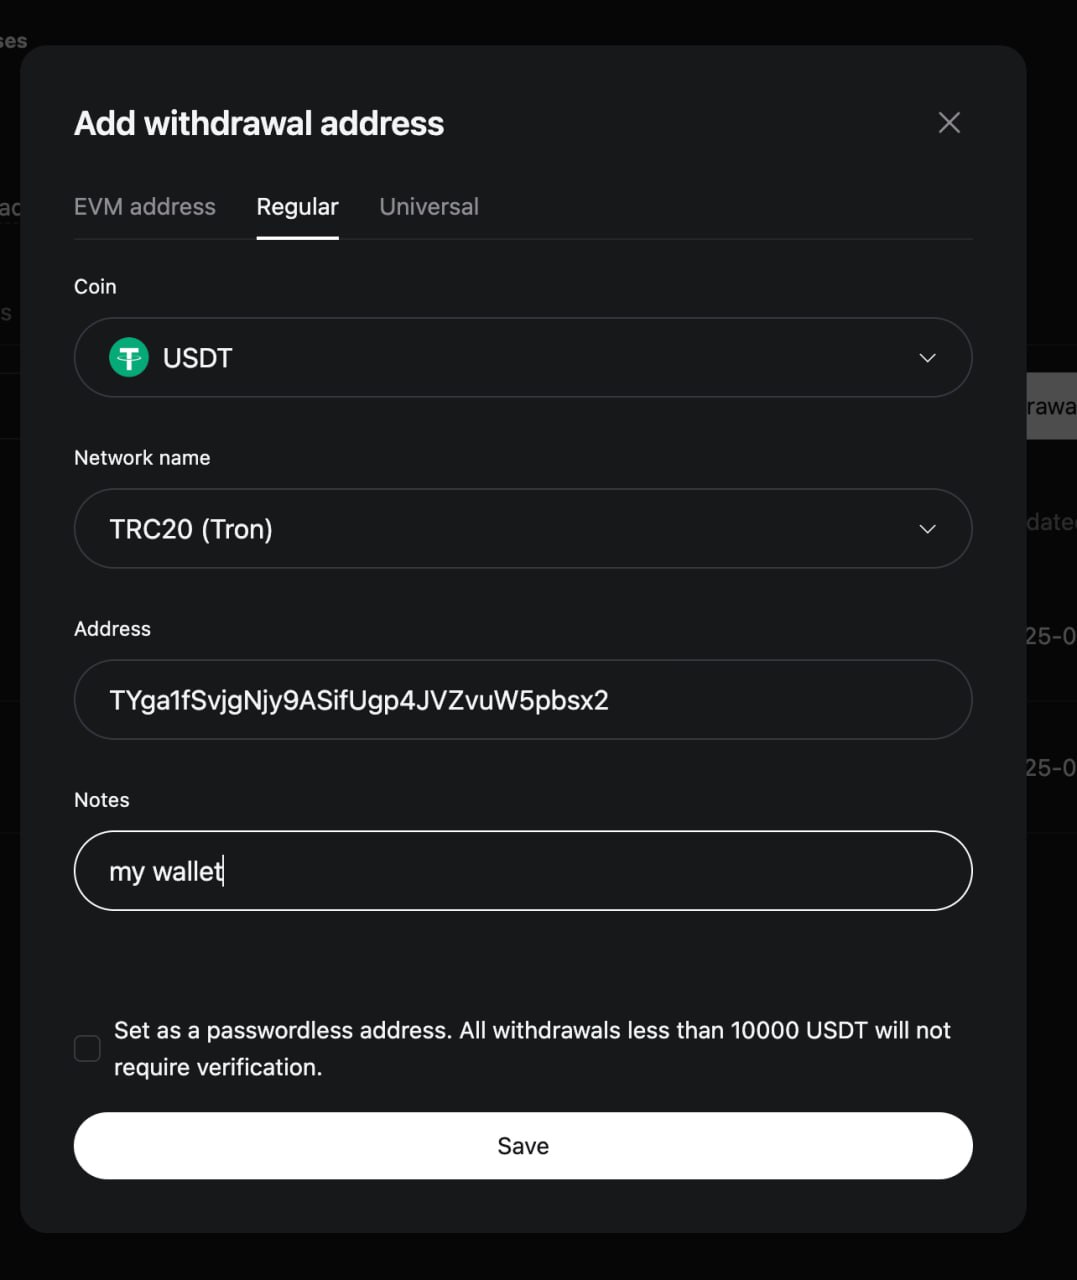 ses
Add withdrawal address
EVM address Regular Universal
Coin
USDT
Network name
TRC20 (Tron)
Address
TYga1fSvjgNjy9ASifUgp4JVZvuW5pbsx2
Notes
my wallet
Set as a passwordless address. All withdrawals less than 10000 USDT will not
require verification.
Save
ad
s
rawa
dated
25-0
25-0